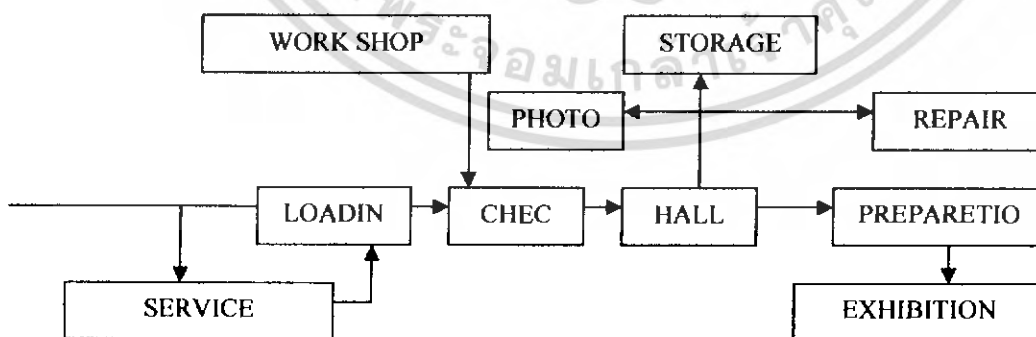 WORK SHOP
STORAGE
PHOTO
REPAIR
LOADIN
CHEC
HALL
PREPARETIO
SERVICE
EXHIBITION